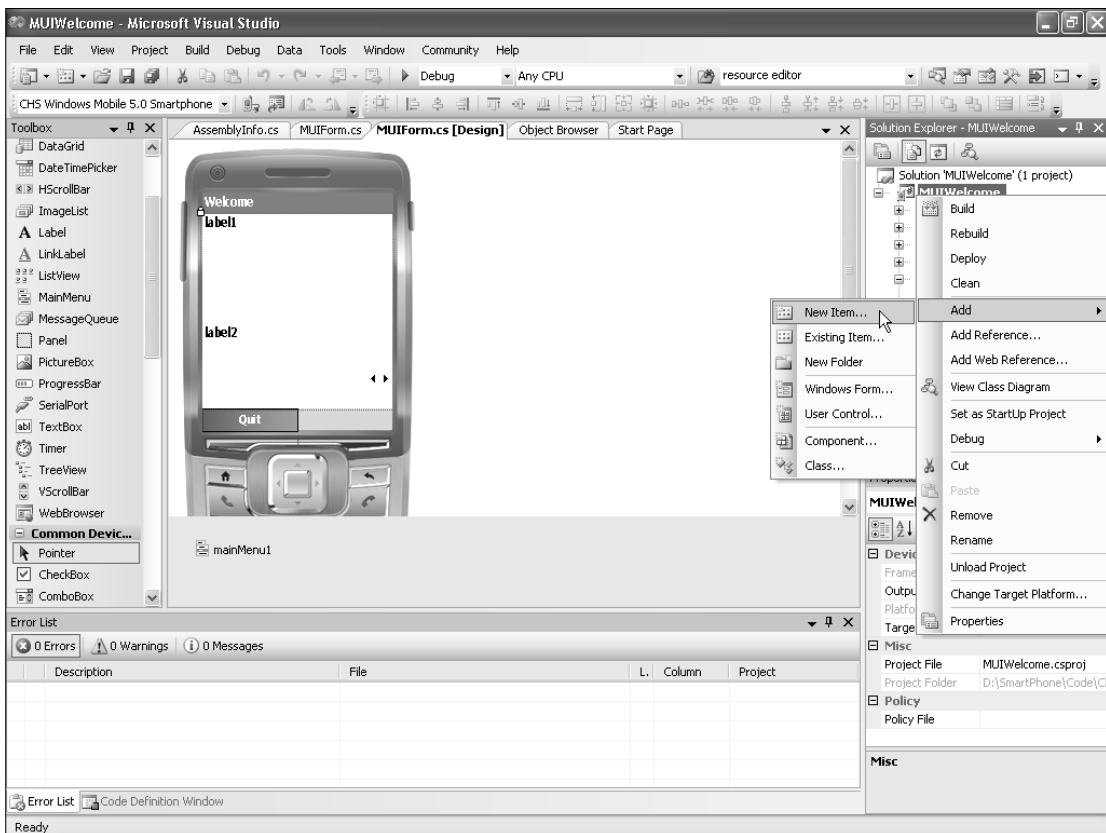 MUIWelcome - Microsoft Visual Studio
File Edit View Project Build Debug Data Tools Window Community Help
Debug Any CPU resource editor
CHS Windows Mobile 5.0 Smartphone
Toolbox
DataGrid
DateTimePicker
HScrollBar
ImageList
Label
LinkLabel
ListView
MainMenu
MessageQueue
Panel
PictureBox
ProgressBar
SerialPort
TextBox
Timer
TreeView
VScrollBar
WebBrowser
Common Devic...
Pointer
CheckBox
ComboBox
AssemblyInfo.cs MUIForm.cs MUIForm.cs [Design] Object Browser Start Page
Welcome
label1
label2
Quit
mainMenu1
Solution Explorer - MUIWelcome
Solution 'MUIWelcome' (1 project)
MUIWelcome
Build
Rebuild
Deploy
Clean
Add
Add Reference...
Add Web Reference...
View Class Diagram
Set as StartUp Project
Debug
Cut
Paste
Remove
Rename
Unload Project
Change Target Platform...
Properties
New Item...
Existing Item...
New Folder
Windows Form...
User Control...
Component...
Class...
MUIWel
Devic
Frame
Outpu
Platfo
Targe
Misc
Project File MUIWelcome.csproj
Project Folder D:\SmartPhone\Code\C
Policy
Policy File
Misc
Error List
0 Errors 0 Warnings 0 Messages
Description File L. Column Project
Error List Code Definition Window
Ready